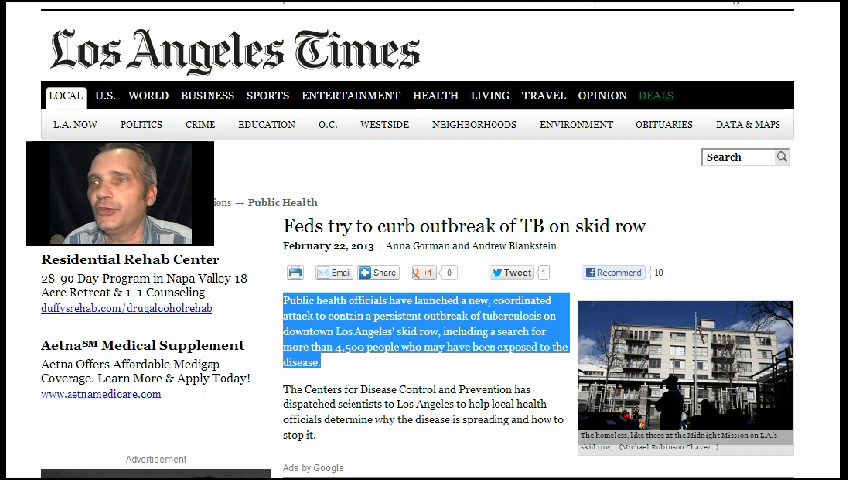 Los Angeles Times
LOCAL U.S. WORLD BUSINESS SPORTS ENTERTAINMENT HEALTH LIVING TRAVEL OPINION DEALS
L.A. NOW POLITICS CRIME EDUCATION O.C. WESTSIDE NEIGHBORHOODS ENVIRONMENT OBITUARIES DATA & MAPS
Search
ions → Public Health
Feds try to curb outbreak of TB on skid row
February 22, 2013 | Anna Gorman and Andrew Blankstein
Email Share +1 0 Tweet 1 Recommend 10
Residential Rehab Center
28-90 Day Program in Napa Valley 18
Acre Retreat & 1-1 Counseling
duffysrehab.com/drugalcoholrehab
Aetna℠ Medical Supplement
Aetna Offers Affordable Medigap
Coverage. Learn More & Apply Today!
www.aetnamedicare.com
Advertisement
Public health officials have launched a new, coordinated
attack to contain a persistent outbreak of tuberculosis on
downtown Los Angeles' skid row, including a search for
more than 4,500 people who may have been exposed to the
disease.
The Centers for Disease Control and Prevention has
dispatched scientists to Los Angeles to help local health
officials determine why the disease is spreading and how to
stop it.
Ads by Google
The homeless, like those at the Midnight Mission on L.A.'s
skid row, (Michael Robinson Chavez